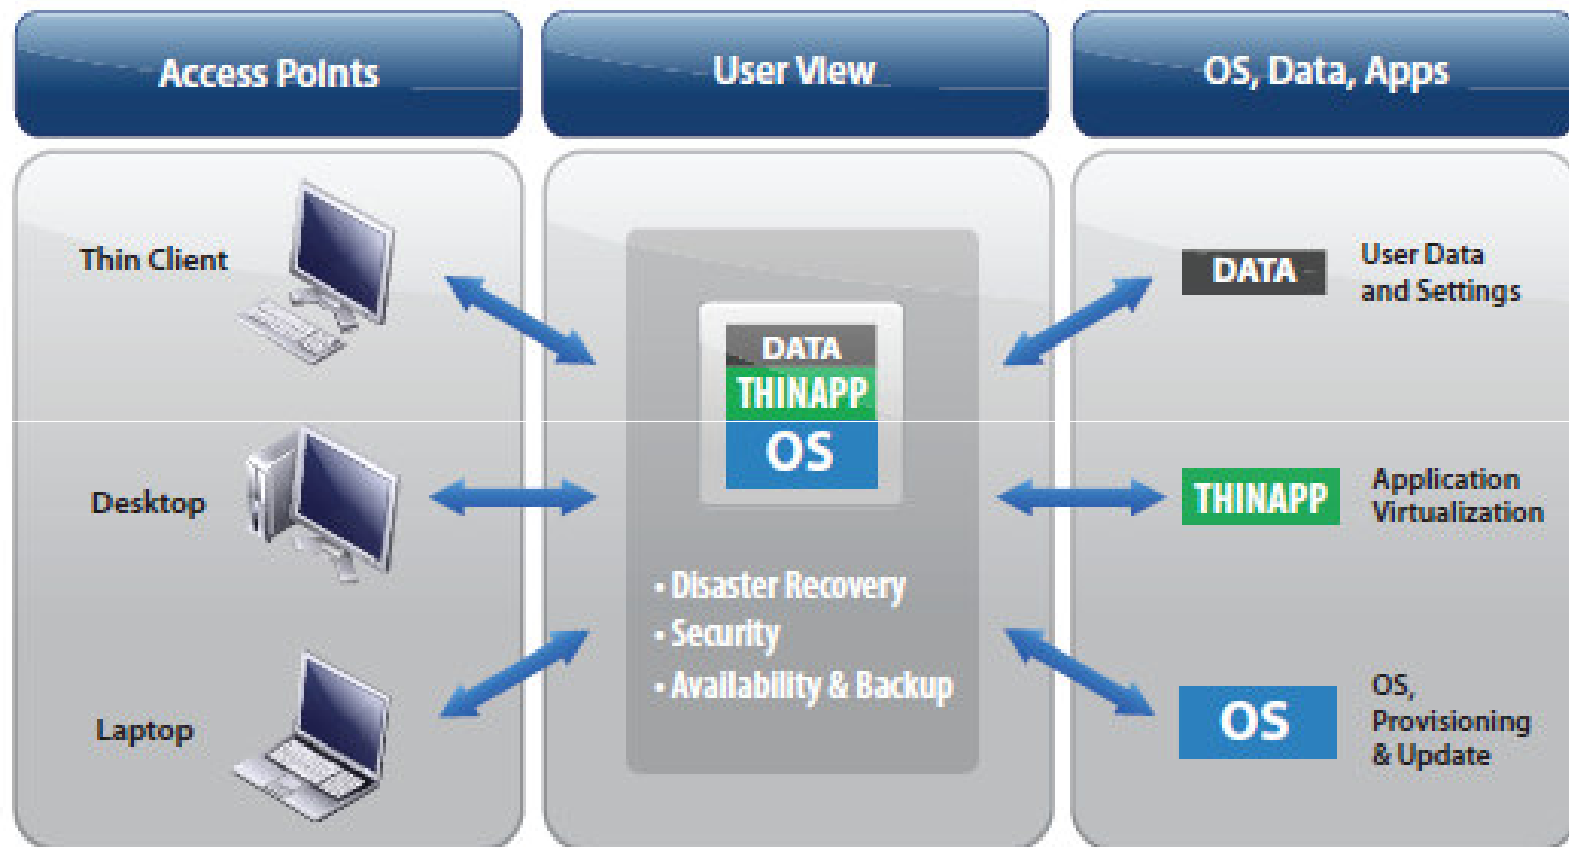 Access Points
User View
OS, Data, Apps
Thin Client
Desktop
Laptop
DATA
THINAPP
OS
• Disaster Recovery
• Security
• Availability & Backup
DATA
User Data
and Settings
THINAPP
Application
Virtualization
OS
OS,
Provisioning
& Update